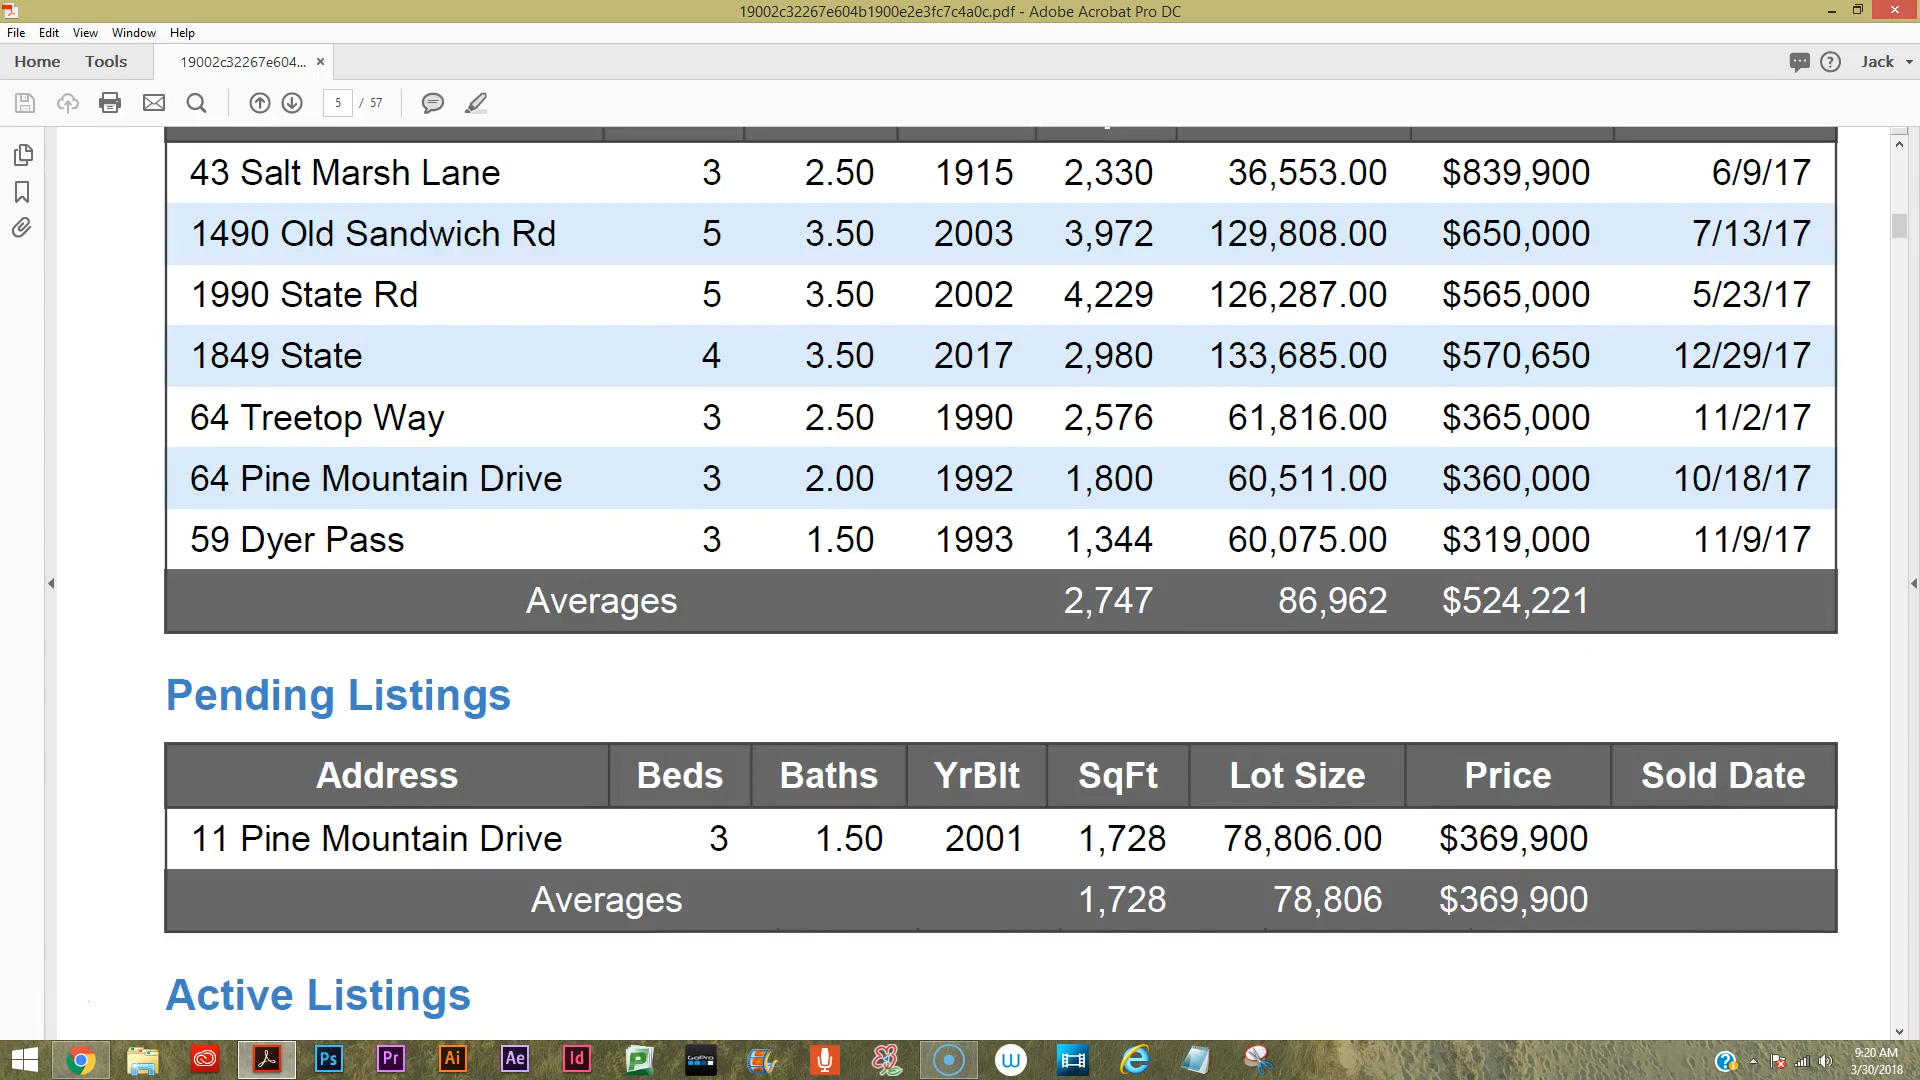 19002c32267e604b1900e2e3fc7c4a0c.pdf - Adobe Acrobat Pro DC
File Edit View Window Help
Home Tools 19002c32267e604... × Jack
5 / 57
43 Salt Marsh Lane 3 2.50 1915 2,330 36,553.00 $839,900 6/9/17
1490 Old Sandwich Rd 5 3.50 2003 3,972 129,808.00 $650,000 7/13/17
1990 State Rd 5 3.50 2002 4,229 126,287.00 $565,000 5/23/17
1849 State 4 3.50 2017 2,980 133,685.00 $570,650 12/29/17
64 Treetop Way 3 2.50 1990 2,576 61,816.00 $365,000 11/2/17
64 Pine Mountain Drive 3 2.00 1992 1,800 60,511.00 $360,000 10/18/17
59 Dyer Pass 3 1.50 1993 1,344 60,075.00 $319,000 11/9/17
Averages 2,747 86,962 $524,221
Pending Listings
Address Beds Baths YrBlt SqFt Lot Size Price Sold Date
11 Pine Mountain Drive 3 1.50 2001 1,728 78,806.00 $369,900
Averages 1,728 78,806 $369,900
Active Listings
Ps Pr Ai Ae Id GoPro W
9:20 AM
3/30/2018